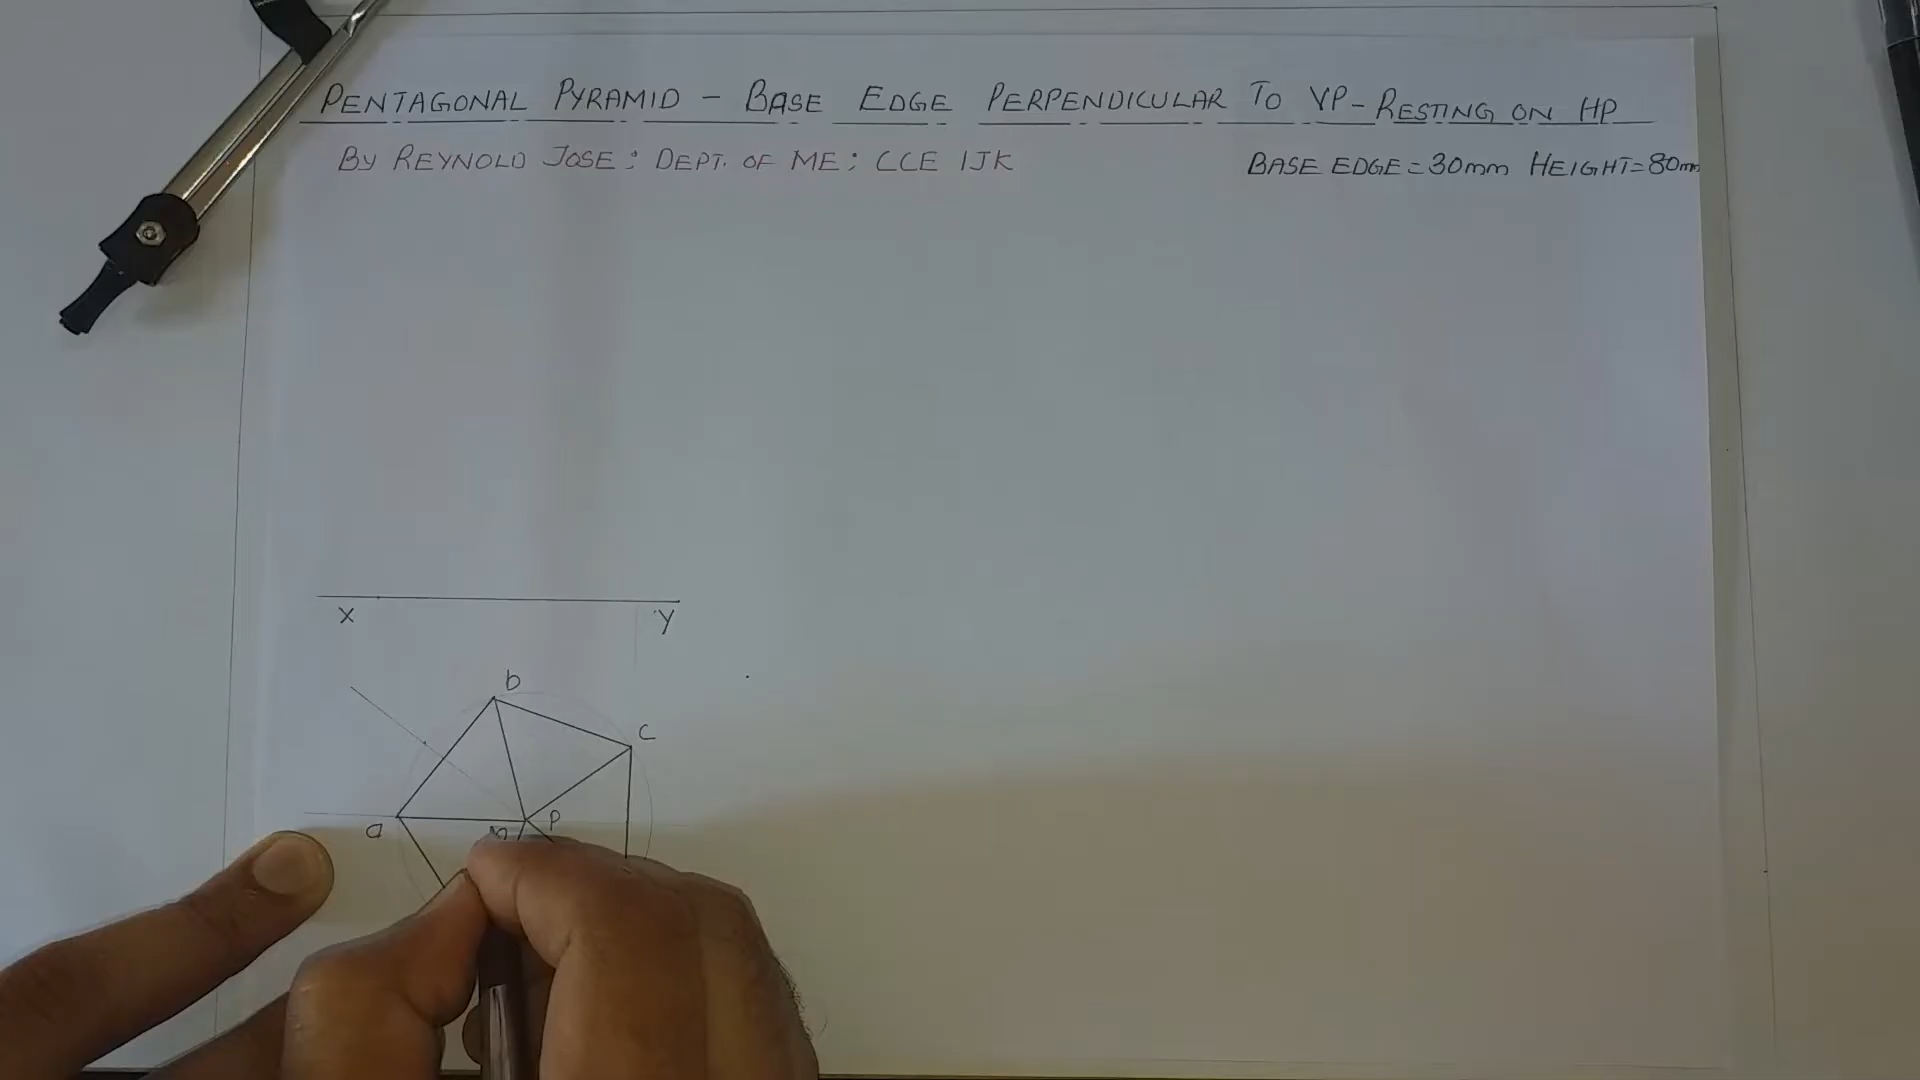 PENTAGONAL PYRAMID - BASE EDGE PERPENDICULAR TO VP-RESTING ON HP
BY REYNOLD JOSE: DEPT. OF ME; CCE IJK
BASE EDGE=30mm HEIGHT=80mm
X
Y
b
c
a
P